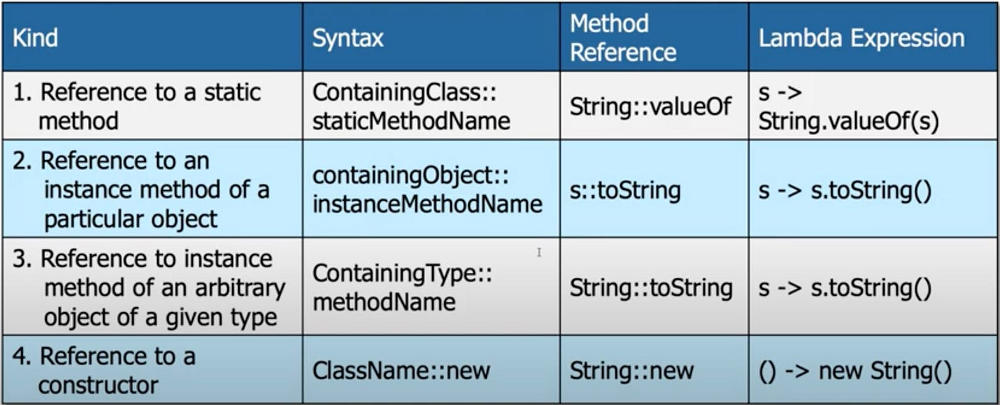 Kind
Syntax
Method
Reference
Lambda Expression
1. Reference to a static
method
ContainingClass::
staticMethodName
String::valueOf
s ->
String.valueOf(s)
2. Reference to an
instance method of a
particular object
containingObject::
instanceMethodName
s::toString
s -> s.toString()
3. Reference to instance
method of an arbitrary
object of a given type
ContainingType::
methodName
String::toString
s -> s.toString()
4. Reference to a
constructor
ClassName::new
String::new
() -> new String()